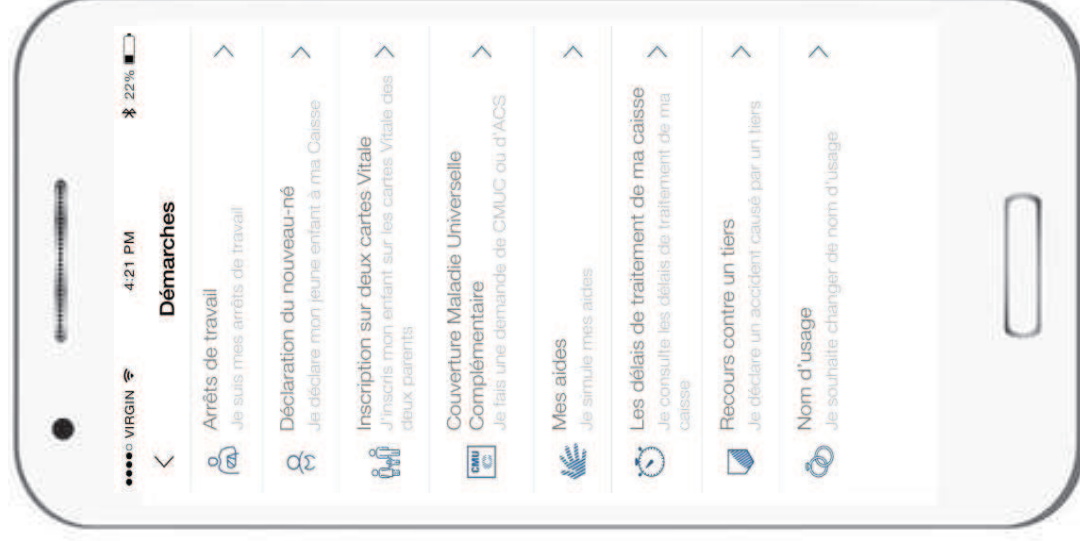 VIRGIN 4:21 PM 22%
Démarches
Arrêts de travail
Je suis mes arrêts de travail
Déclaration du nouveau-né
Je déclare mon jeune enfant à ma Caisse
Inscription sur deux cartes Vitale
J'inscris mon enfant sur les cartes Vitale des
deux parents
CMU
C
Couverture Maladie Universelle
Complémentaire
Je fais une demande de CMUC ou d'ACS
Mes aides
Je simule mes aides
Les délais de traitement de ma caisse
Je consulte les délais de traitement de ma
caisse
Recours contre un tiers
Je déclare un accident causé par un tiers
Nom d'usage
Je souhaite changer de nom d'usage